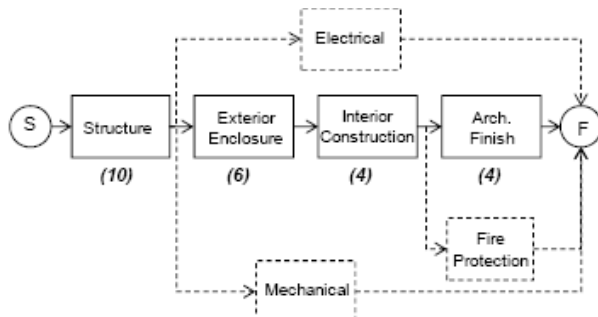 Electrical
S
Structure
Exterior
Enclosure
Interior
Construction
Arch.
Finish
F
(10)
(6)
(4)
(4)
Fire
Protection
Mechanical